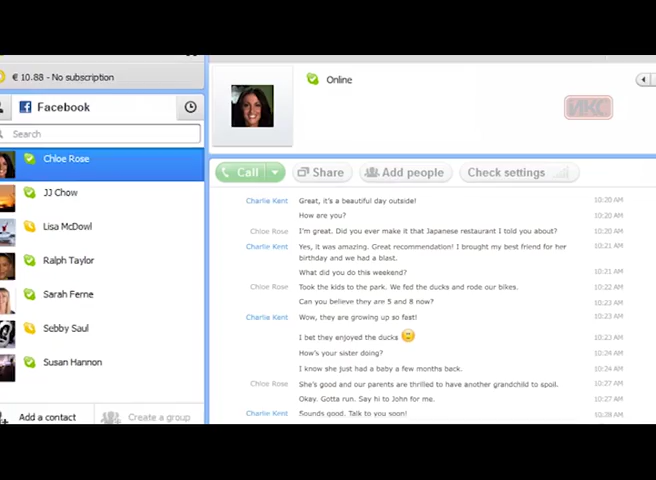 € 10.88 - No subscription
Facebook
Search
Chloe Rose
JJ Chow
Lisa McDowl
Ralph Taylor
Sarah Ferne
Sebby Saul
Susan Hannon
Add a contact Create a group
Online
ИКС
Call Share Add people Check settings
Charlie Kent Great, it's a beautiful day outside! 10:20 AM
How are you? 10:20 AM
Chloe Rose I'm great. Did you ever make it that Japanese restaurant I told you about? 10:20 AM
Charlie Kent Yes, it was amazing. Great recommendation! I brought my best friend for her 10:21 AM
birthday and we had a blast.
What did you do this weekend? 10:21 AM
Chloe Rose Took the kids to the park. We fed the ducks and rode our bikes. 10:22 AM
Can you believe they are 5 and 8 now? 10:23 AM
Charlie Kent Wow, they are growing up so fast! 10:23 AM
I bet they enjoyed the ducks 10:23 AM
How's your sister doing? 10:24 AM
I know she just had a baby a few months back. 10:24 AM
Chloe Rose She's good and our parents are thrilled to have another grandchild to spoil. 10:27 AM
Okay. Gotta run. Say hi to John for me. 10:27 AM
Charlie Kent Sounds good. Talk to you soon! 10:28 AM